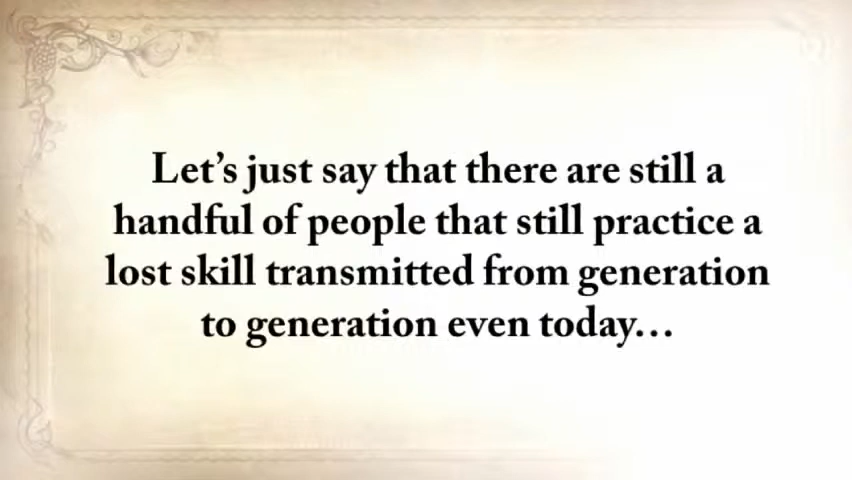 Let’s just say that there are still a
handful of people that still practice a
lost skill transmitted from generation
to generation even today…